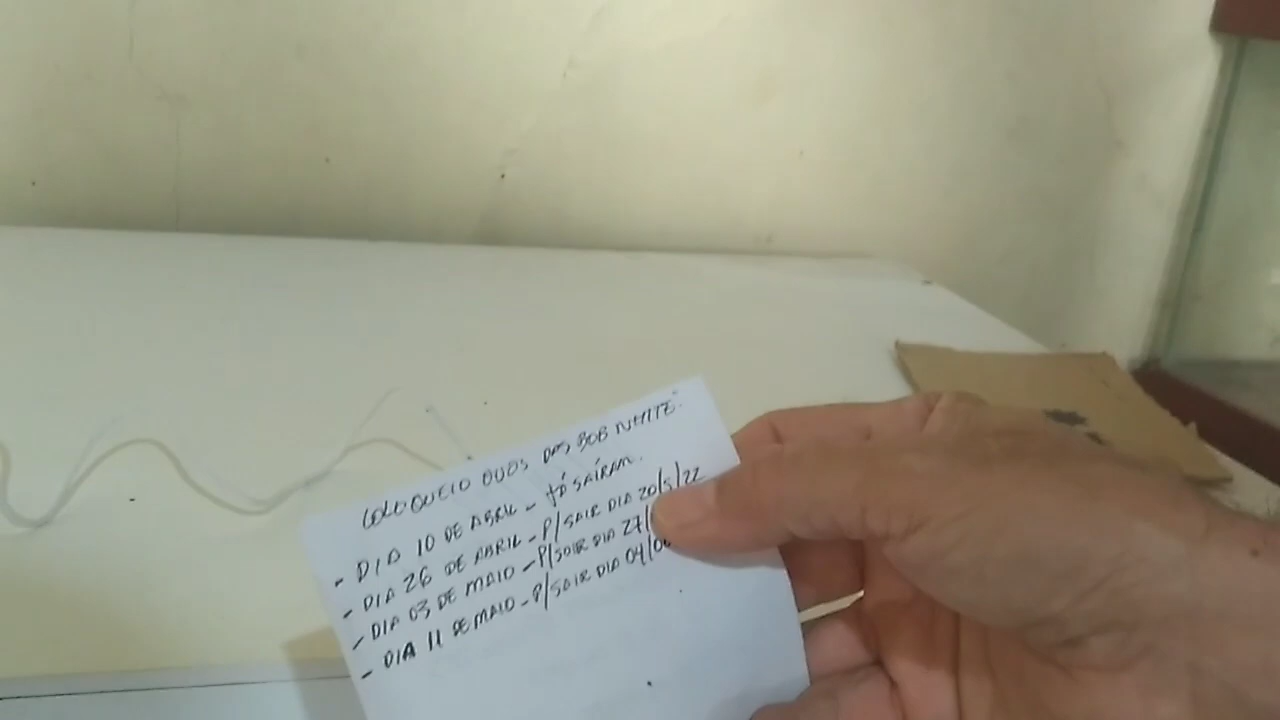 COLOQUEIO OVOS DAS BOB WHITE"
- DIA 10 DE ABRIL - JÁ SAÍRAM.
- DIA 26 DE ABRIL - P/SAIR DIA 20/5/22
- DIA 03 DE MAIO - P/SAIR DIA 27/
- DIA 11 DE MAIO - P/SAIR DIA 04/0